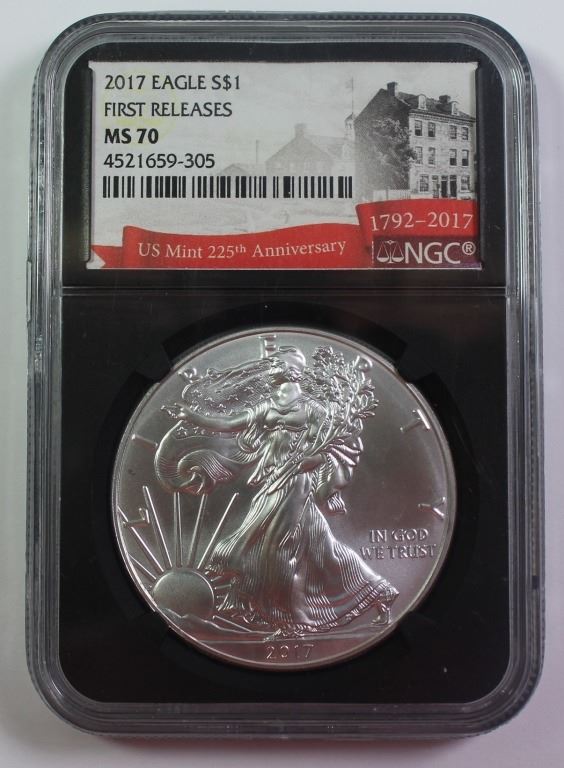 2017 EAGLE S$1
FIRST RELEASES
MS 70
4521659-305
1792-2017
US Mint 225th Anniversary
NGC®
LIBERTY
IN GOD
WE TRUST
2017